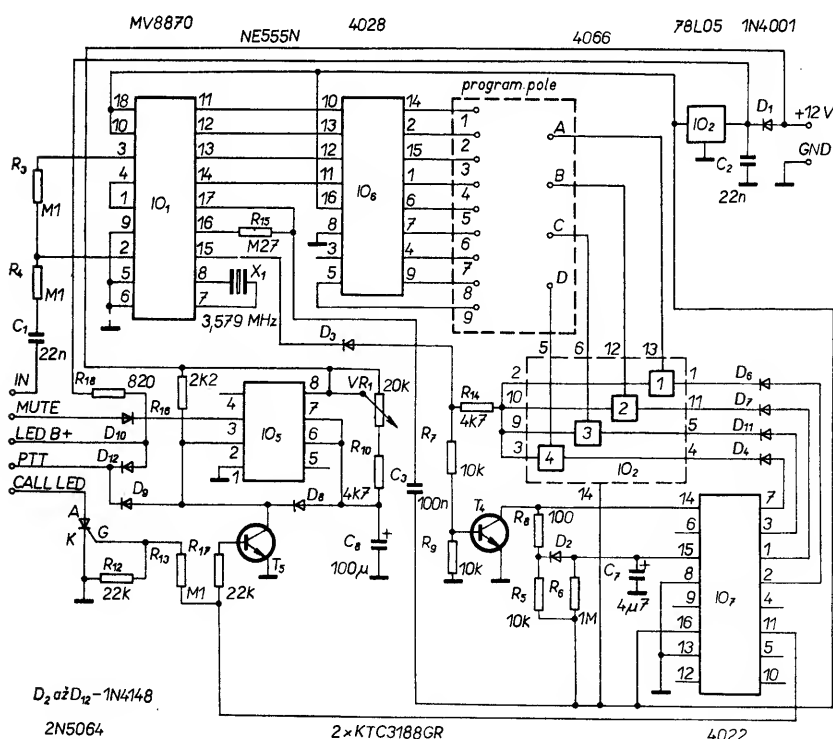 MV8870
NE555N
4028
4066
78L05
1N4001
program. pole
18
10
3
4
1
9
2
5
6
IO1
11
12
13
14
17
16
15
8
7
R15
M27
X1
3,579 MHz
10
13
12
11
16
8
3
5
IO6
14
2
15
1
6
7
4
9
1
2
3
4
5
6
7
8
9
A
B
C
D
IO2
D1
+12 V
GND
C2
22n
R3
M1
R4
M1
C1
22n
IN
MUTE
LED B+
PTT
CALL LED
R18
820
2K2
R16
D10
D12
D9
D8
4
3
2
1
IO5
8
7
6
5
VR1
20k
R10
4k7
C3
100n
C8
+
100µ
D3
R14
4k7
R7
10k
R9
10k
T4
5
6
12
13
2
10
9
3
1
2
3
4
1
11
5
4
IO2
14
D6
D7
D11
D4
A
K
G
R12
22k
R13
M1
R17
22k
T5
R8
100
D2
R5
10k
R6
1M
C7
+
4µ7
14
6
15
8
9
16
13
12
IO7
7
3
1
2
4
11
5
10
D2 až D12-1N4148
2N5064
2×KTC3188GR
4022